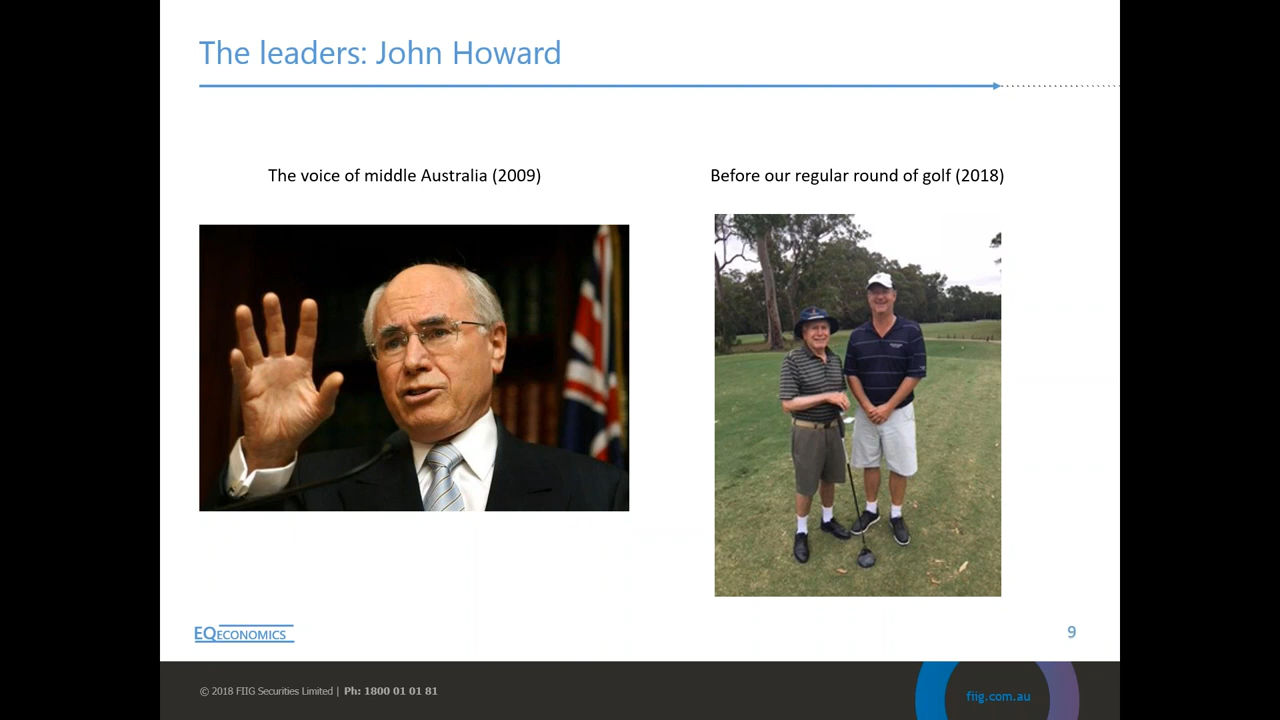 The leaders: John Howard
The voice of middle Australia (2009)
Before our regular round of golf (2018)
EQECONOMICS
9
© 2018 FIIG Securities Limited | Ph: 1800 01 01 81
fiig.com.au